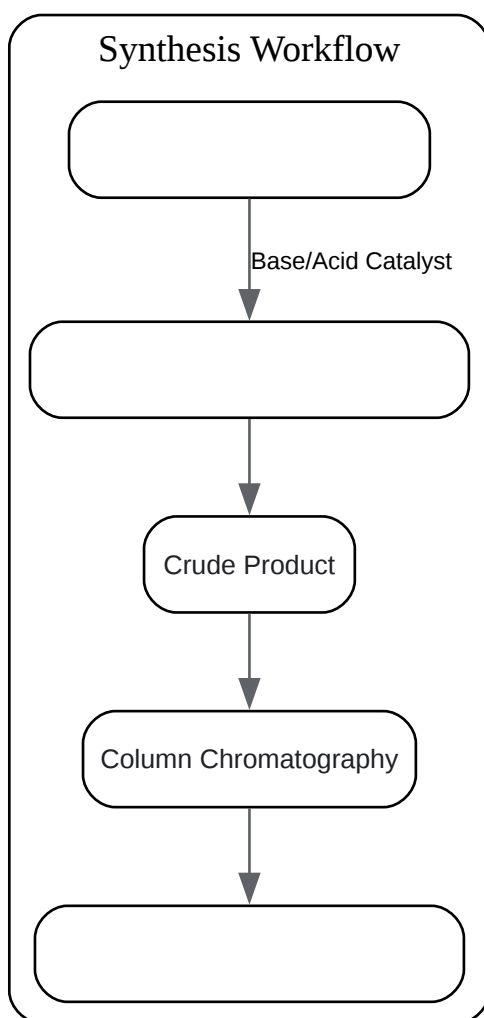 Synthesis Workflow
Base/Acid Catalyst
Crude Product
Column Chromatography